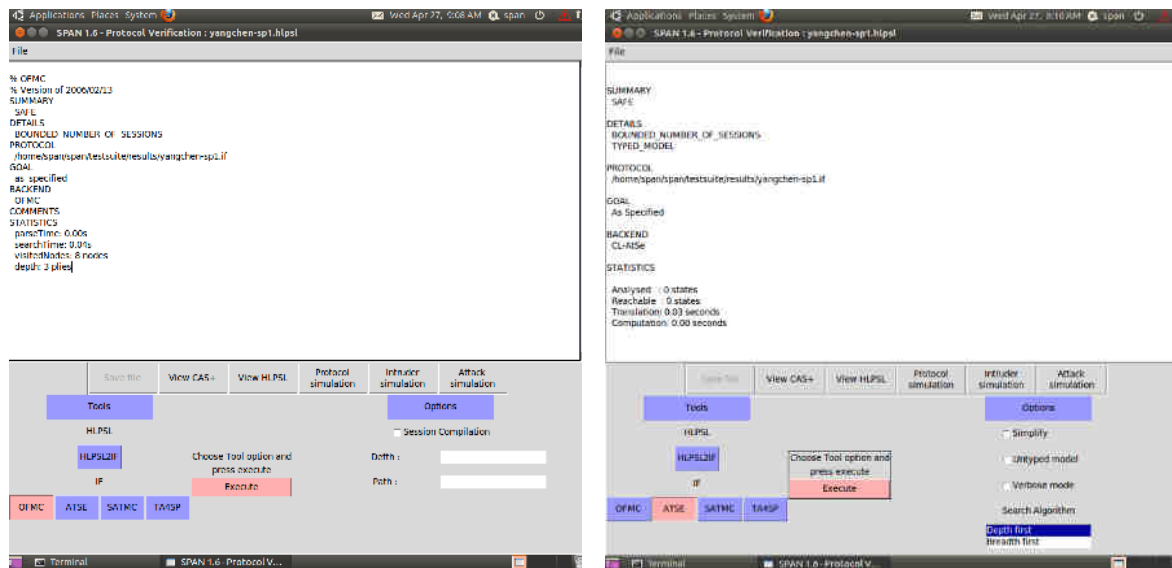 Applications Places System
Wed Apr 27, 9:08 AM span
SPAN 1.6 - Protocol Verification : yangchen-sp1.hlpsl
File
% OFMC
% Version of 2006/02/13
SUMMARY
SAFE
DETAILS
BOUNDED_NUMBER_OF_SESSIONS
PROTOCOL
/home/span/span/testsuite/results/yangchen-sp1.if
GOAL
as_specified
BACKEND
OFMC
COMMENTS
STATISTICS
parseTime: 0.00s
searchTime: 0.04s
visitedNodes: 8 nodes
depth: 3 plies
Save file
View CAS+
View HLPSL
Protocol
simulation
Intruder
simulation
Attack
simulation
Tools
Options
HLPSL
Session Compilation
HLPSL2IF
Choose Tool option and
press execute
Defth :
IF
Execute
Path :
OFMC
ATSE
SATMC
TA4SP
Terminal
SPAN 1.6 - Protocol V...
Applications Places System
Wed Apr 27, 9:10 AM span
SPAN 1.6 - Protocol Verification : yangchen-sp1.hlpsl
File
SUMMARY
SAFE
DETAILS
BOUNDED_NUMBER_OF_SESSIONS
TYPED_MODEL
PROTOCOL
/home/span/span/testsuite/results/yangchen-sp1.if
GOAL
As Specified
BACKEND
CL-AtSe
STATISTICS
Analysed : 0 states
Reachable : 0 states
Translation: 0.03 seconds
Computation: 0.00 seconds
Save file
View CAS+
View HLPSL
Protocol
simulation
Intruder
simulation
Attack
simulation
Tools
Options
HLPSL
Simplify
HLPSL2IF
Choose Tool option and
press execute
Untyped model
IF
Execute
Verbose mode
OFMC
ATSE
SATMC
TA4SP
Search Algorithm
Depth first
Breadth first
Terminal
SPAN 1.6 - Protocol V...